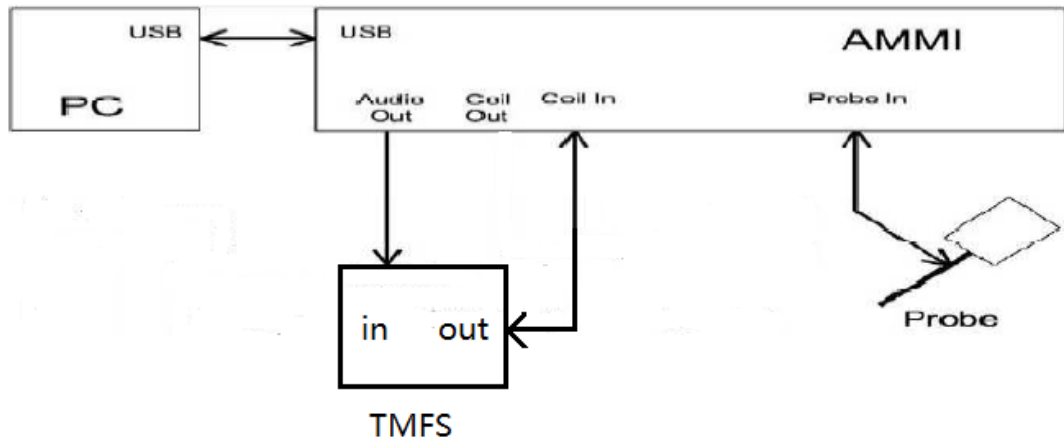 USB
USB
AMMI
PC
Audio
Out
Coil
Out
Coil In
Probe In
in
out
Probe
TMFS